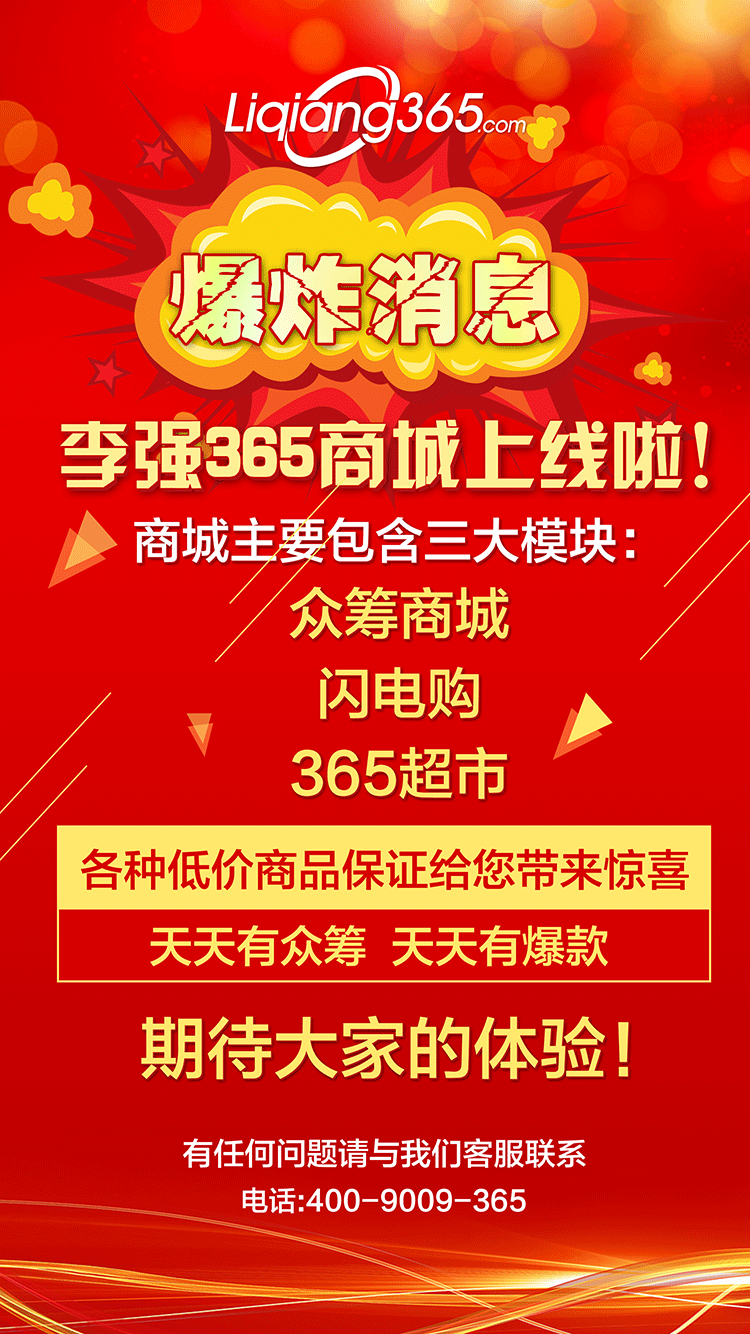 Liqiang365.com
爆炸消息
李强365商城上线啦！
商城主要包含三大模块：
众筹商城
闪电购
365超市
各种低价商品保证给您带来惊喜
天天有众筹 天天有爆款
期待大家的体验！
有任何问题请与我们客服联系
电话:400-9009-365